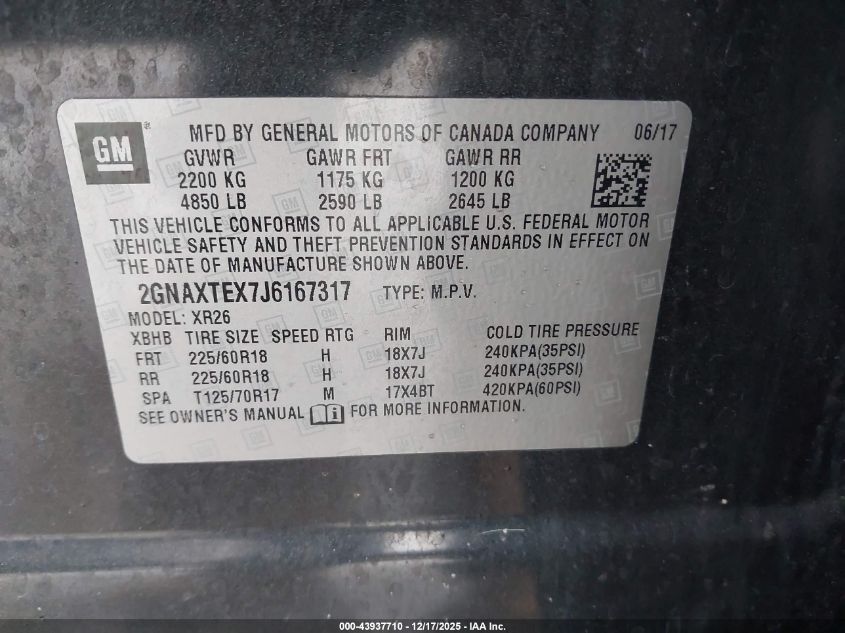 GM
MFD BY GENERAL MOTORS OF CANADA COMPANY 06/17
GVWR GAWR FRT GAWR RR
2200 KG 1175 KG 1200 KG
4850 LB 2590 LB 2645 LB
THIS VEHICLE CONFORMS TO ALL APPLICABLE U.S. FEDERAL MOTOR
VEHICLE SAFETY AND THEFT PREVENTION STANDARDS IN EFFECT ON
THE DATE OF MANUFACTURE SHOWN ABOVE.
2GNAXTEX7J6167317 TYPE: M.P.V.
MODEL: XR26
XBHB TIRE SIZE SPEED RTG RIM COLD TIRE PRESSURE
FRT 225/60R18 H 18X7J 240KPA(35PSI)
RR 225/60R18 H 18X7J 240KPA(35PSI)
SPA T125/70R17 M 17X4BT 420KPA(60PSI)
SEE OWNER'S MANUAL FOR MORE INFORMATION.
000-43937710 - 12/17/2025 - IAA Inc.